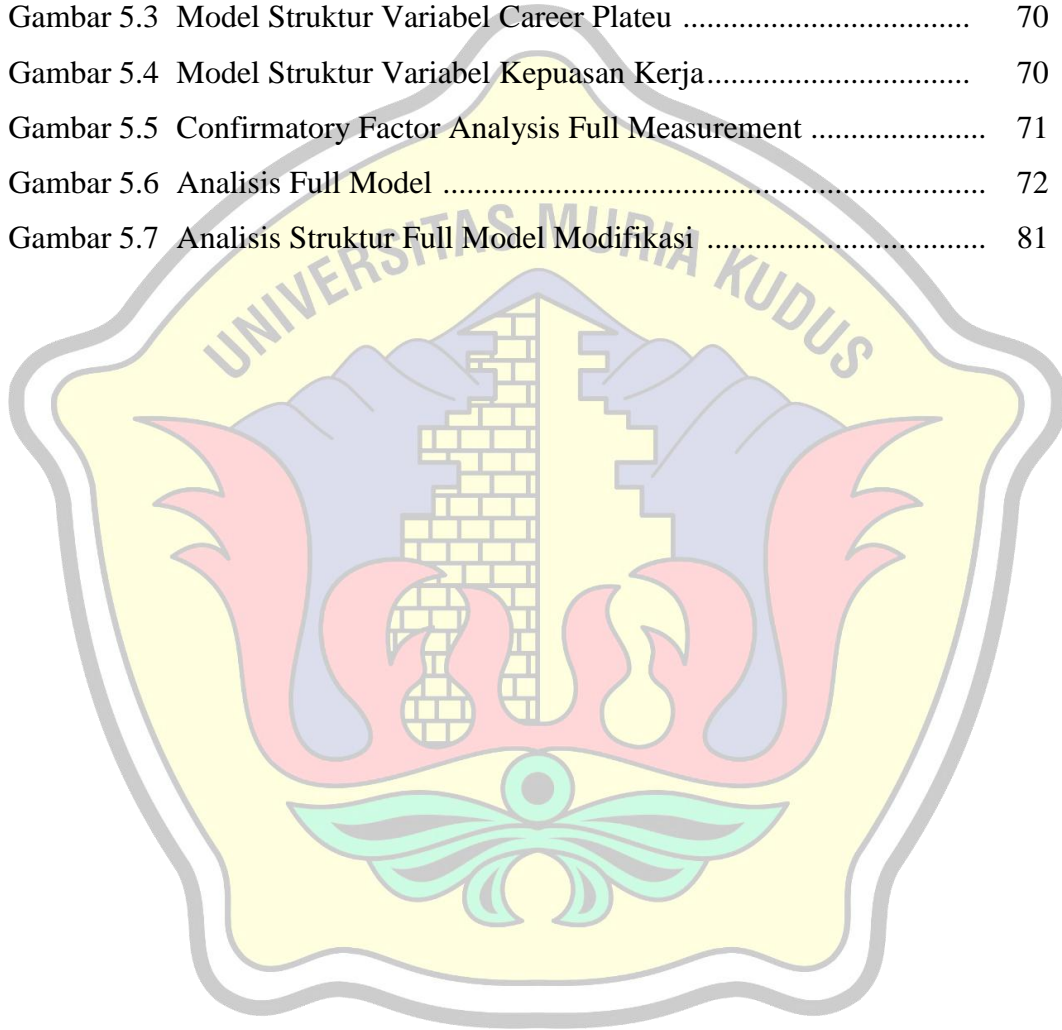 Gambar 5.3 Model Struktur Variabel Career Plateu ............................. 70
Gambar 5.4 Model Struktur Variabel Kepuasan Kerja........................... 70
Gambar 5.5 Confirmatory Factor Analysis Full Measurement ...................... 71
Gambar 5.6 Analisis Full Model ....................................................... 72
Gambar 5.7 Analisis Struktur Full Model Modifikasi ............................ 81
UNIVERSITAS MURIA KUDUS